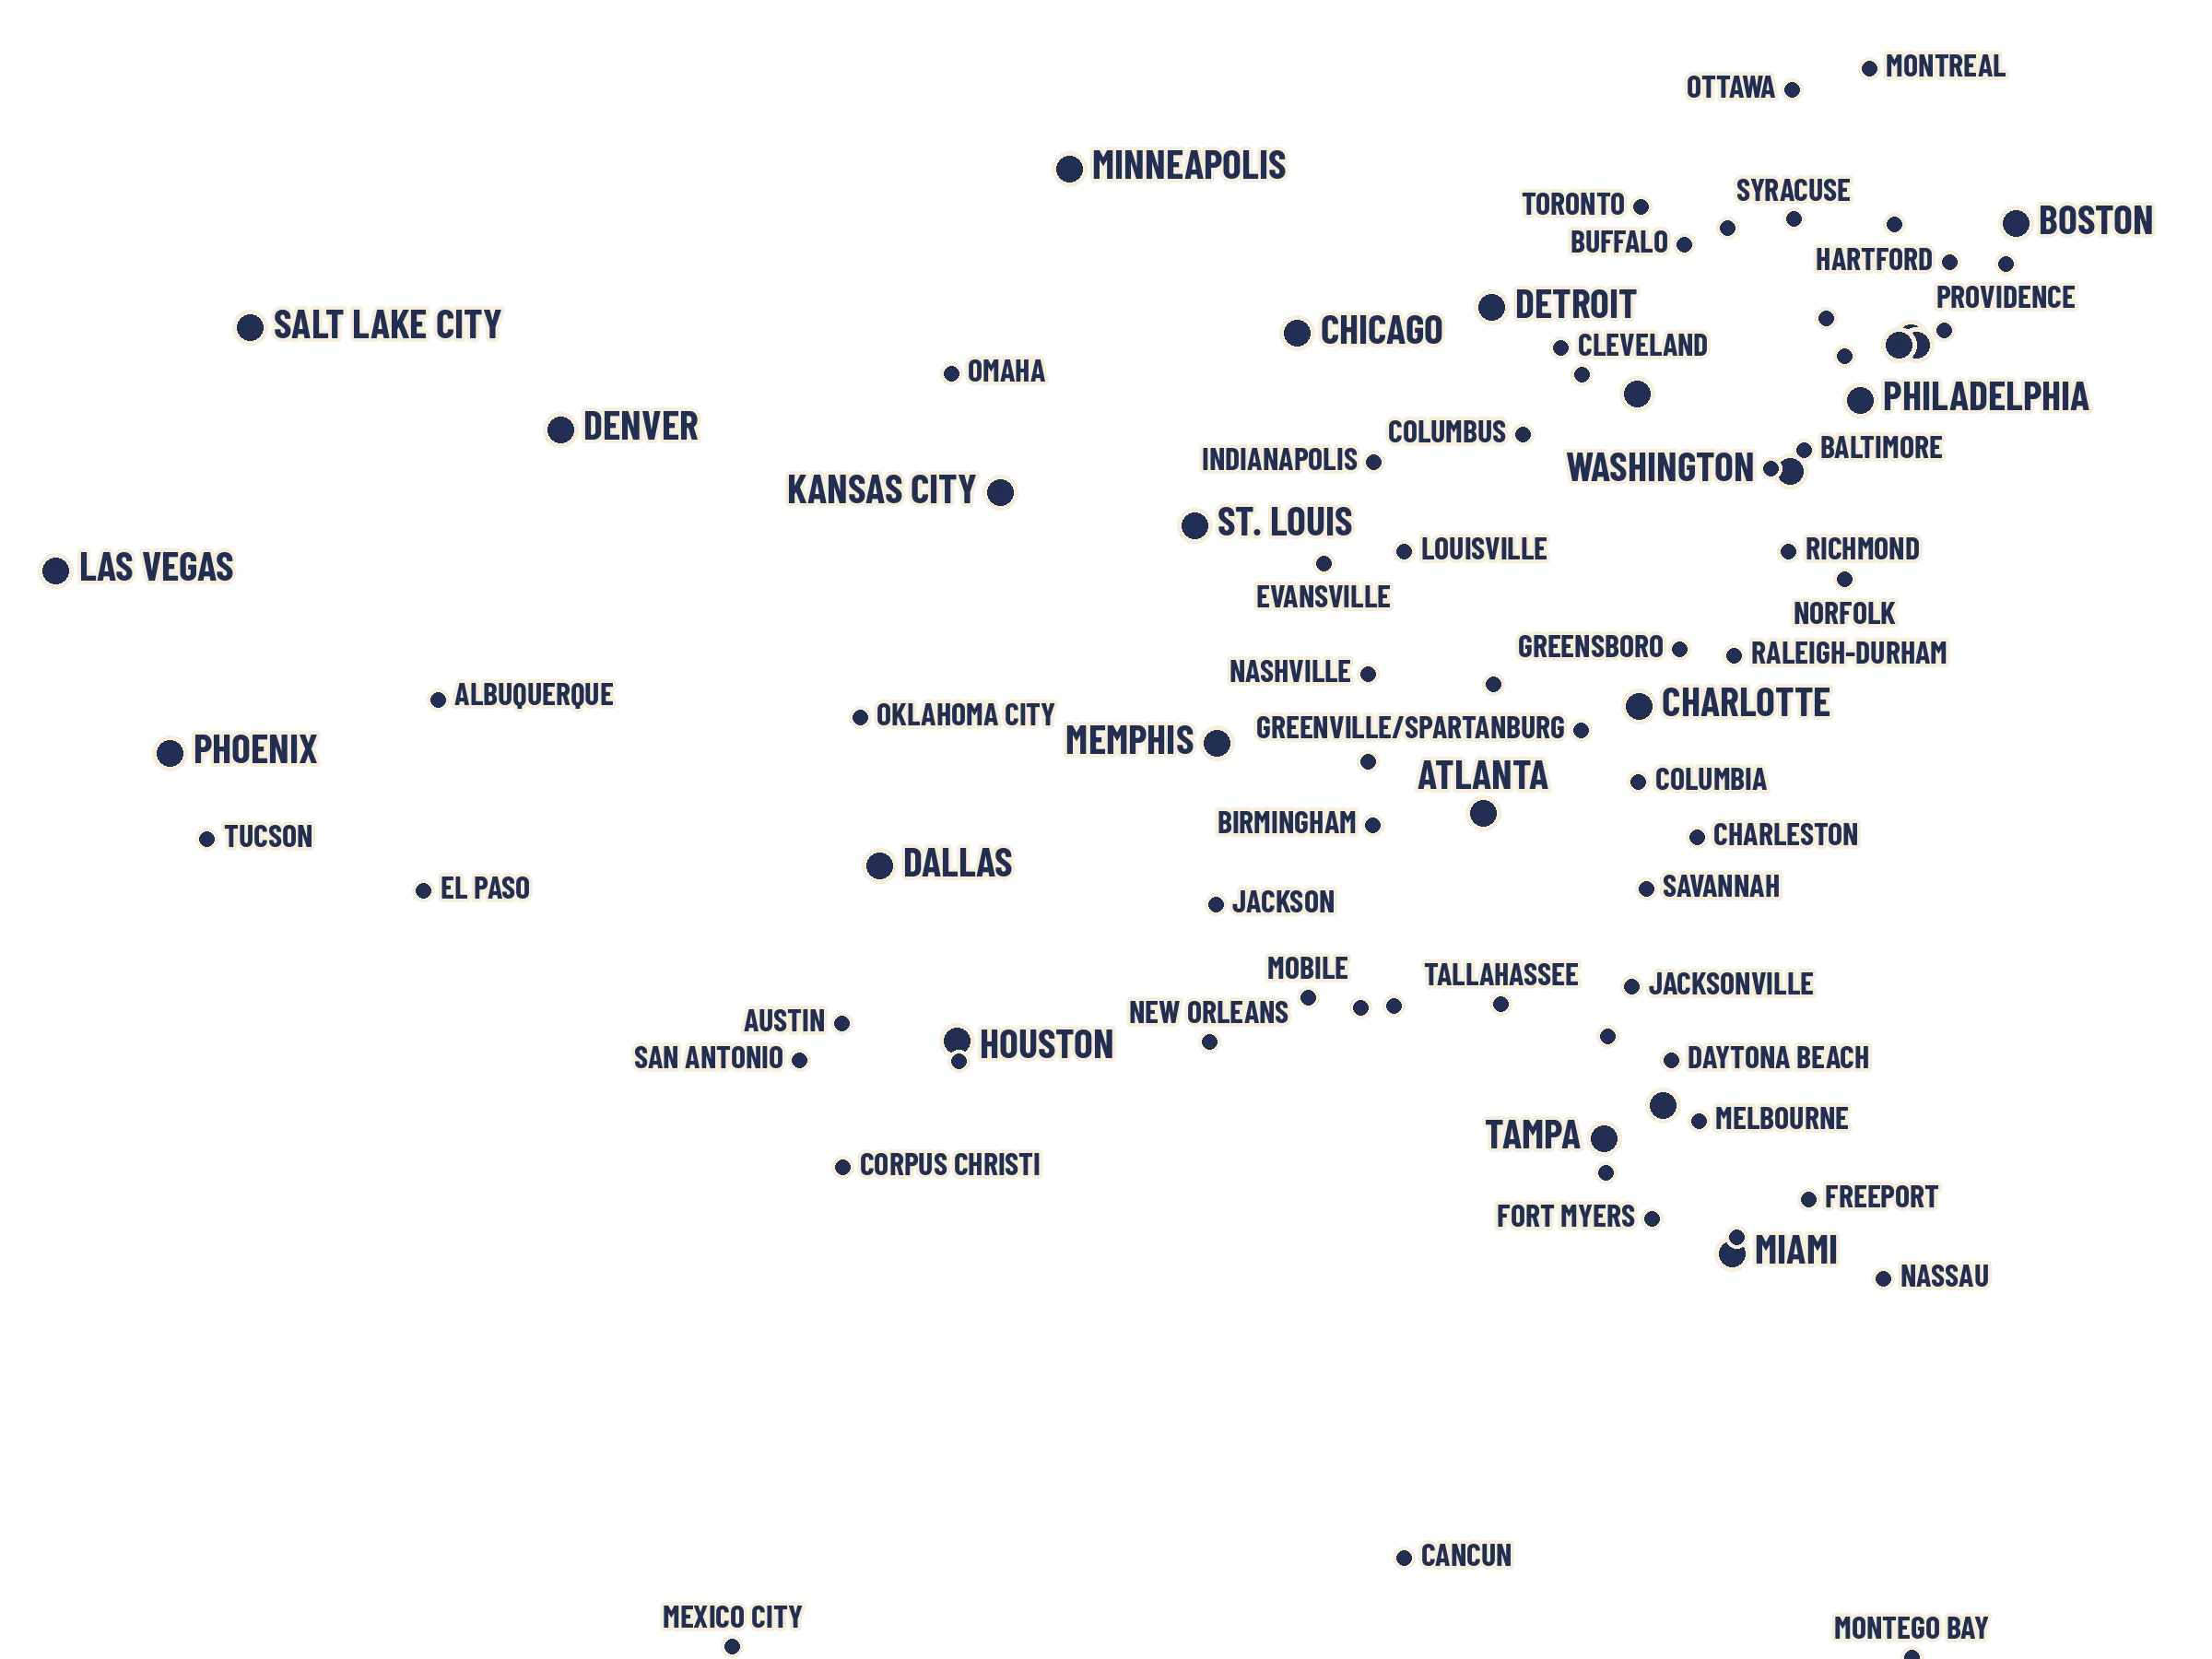 MONTREAL
OTTAWA
MINNEAPOLIS
SYRACUSE
TORONTO
BOSTON
BUFFALO
HARTFORD
PROVIDENCE
DETROIT
SALT LAKE CITY
CHICAGO
CLEVELAND
OMAHA
PHILADELPHIA
DENVER
COLUMBUS
BALTIMORE
INDIANAPOLIS
WASHINGTON
KANSAS CITY
ST. LOUIS
LOUISVILLE
RICHMOND
LAS VEGAS
EVANSVILLE
NORFOLK
GREENSBORO
RALEIGH-DURHAM
NASHVILLE
ALBUQUERQUE
CHARLOTTE
OKLAHOMA CITY
GREENVILLE/SPARTANBURG
MEMPHIS
PHOENIX
ATLANTA
COLUMBIA
BIRMINGHAM
CHARLESTON
TUCSON
DALLAS
SAVANNAH
EL PASO
JACKSON
MOBILE
TALLAHASSEE
JACKSONVILLE
NEW ORLEANS
AUSTIN
HOUSTON
SAN ANTONIO
DAYTONA BEACH
MELBOURNE
TAMPA
CORPUS CHRISTI
FREEPORT
FORT MYERS
MIAMI
NASSAU
CANCUN
MEXICO CITY
MONTEGO BAY